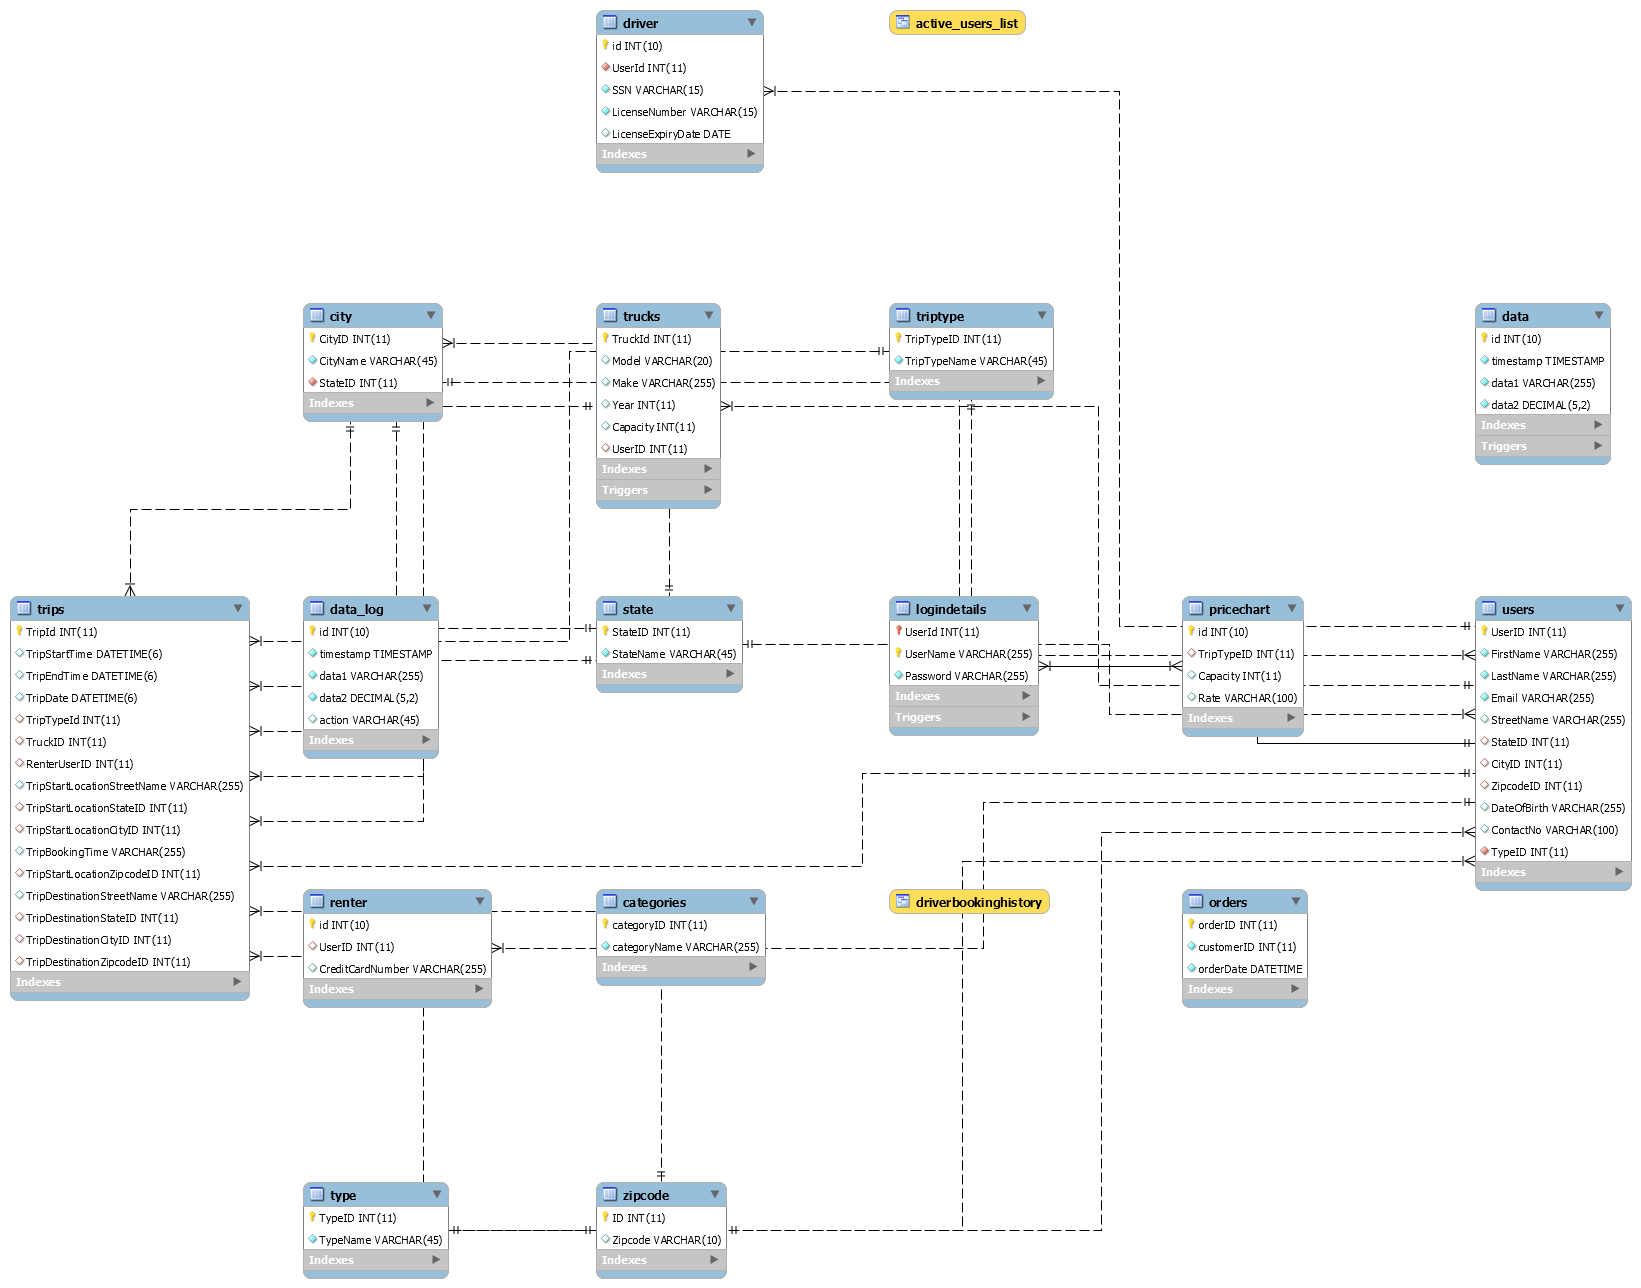 driver
id INT(10)
UserId INT(11)
SSN VARCHAR(15)
LicenseNumber VARCHAR(15)
LicenseExpiryDate DATE
Indexes
active_users_list
city
CityID INT(11)
CityName VARCHAR(45)
StateID INT(11)
Indexes
trucks
TruckId INT(11)
Model VARCHAR(20)
Make VARCHAR(255)
Year INT(11)
Capacity INT(11)
UserID INT(11)
Indexes
Triggers
triptype
TripTypeID INT(11)
TripTypeName VARCHAR(45)
Indexes
data
id INT(10)
timestamp TIMESTAMP
data1 VARCHAR(255)
data2 DECIMAL(5,2)
Indexes
Triggers
trips
TripId INT(11)
TripStartTime DATETIME(6)
TripEndTime DATETIME(6)
TripDate DATETIME(6)
TripTypeId INT(11)
TruckID INT(11)
RenterUserID INT(11)
TripStartLocationStreetName VARCHAR(255)
TripStartLocationStateID INT(11)
TripStartLocationCityID INT(11)
TripBookingTime VARCHAR(255)
TripStartLocationZipcodeID INT(11)
TripDestinationStreetName VARCHAR(255)
TripDestinationStateID INT(11)
TripDestinationCityID INT(11)
TripDestinationZipcodeID INT(11)
Indexes
data_log
id INT(10)
timestamp TIMESTAMP
data1 VARCHAR(255)
data2 DECIMAL(5,2)
action VARCHAR(45)
Indexes
state
StateID INT(11)
StateName VARCHAR(45)
Indexes
logindetails
UserId INT(11)
UserName VARCHAR(255)
Password VARCHAR(255)
Indexes
Triggers
pricechart
id INT(10)
TripTypeID INT(11)
Capacity INT(11)
Rate VARCHAR(100)
Indexes
users
UserID INT(11)
FirstName VARCHAR(255)
LastName VARCHAR(255)
Email VARCHAR(255)
StreetName VARCHAR(255)
StateID INT(11)
CityID INT(11)
ZipcodeID INT(11)
DateOfBirth VARCHAR(255)
ContactNo VARCHAR(100)
TypeID INT(11)
Indexes
renter
id INT(10)
UserID INT(11)
CreditCardNumber VARCHAR(255)
Indexes
categories
categoryID INT(11)
categoryName VARCHAR(255)
Indexes
driverbookinghistory
orders
orderID INT(11)
customerID INT(11)
orderDate DATETIME
Indexes
type
TypeID INT(11)
TypeName VARCHAR(45)
Indexes
zipcode
ID INT(11)
Zipcode VARCHAR(10)
Indexes